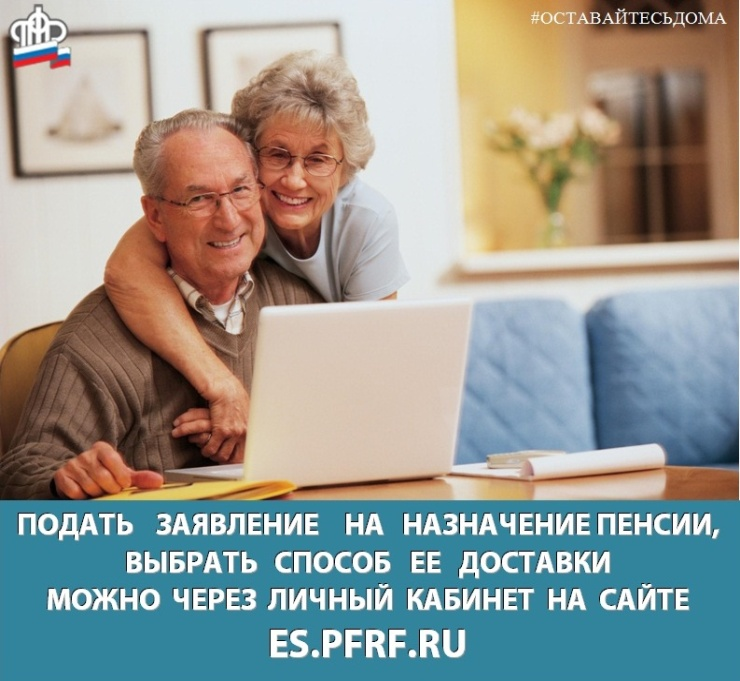 #ОСТАВАЙТЕСЬДОМА
ПОДАТЬ ЗАЯВЛЕНИЕ НА НАЗНАЧЕНИЕ ПЕНСИИ,
ВЫБРАТЬ СПОСОБ ЕЕ ДОСТАВКИ
МОЖНО ЧЕРЕЗ ЛИЧНЫЙ КАБИНЕТ НА САЙТЕ
ES.PFRF.RU